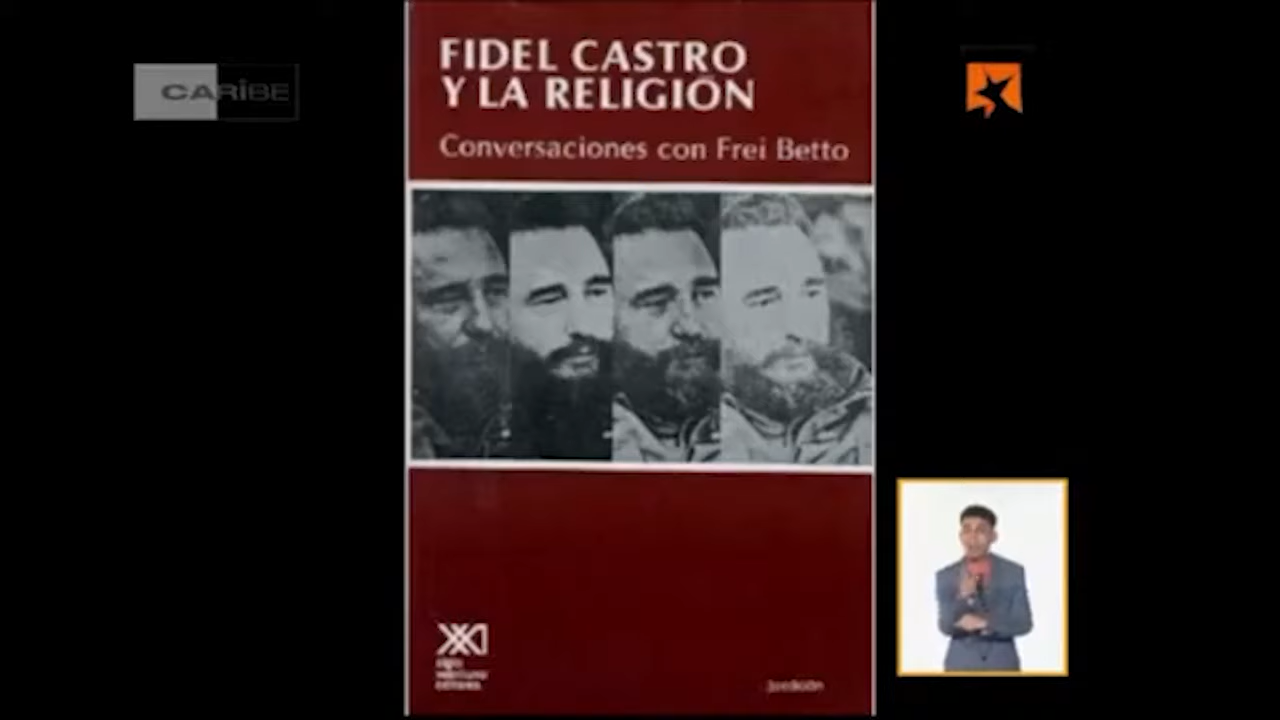 CARIBE
FIDEL CASTRO
Y LA RELIGIÓN
Conversaciones con Frei Betto
siglo
veintiuno
editores